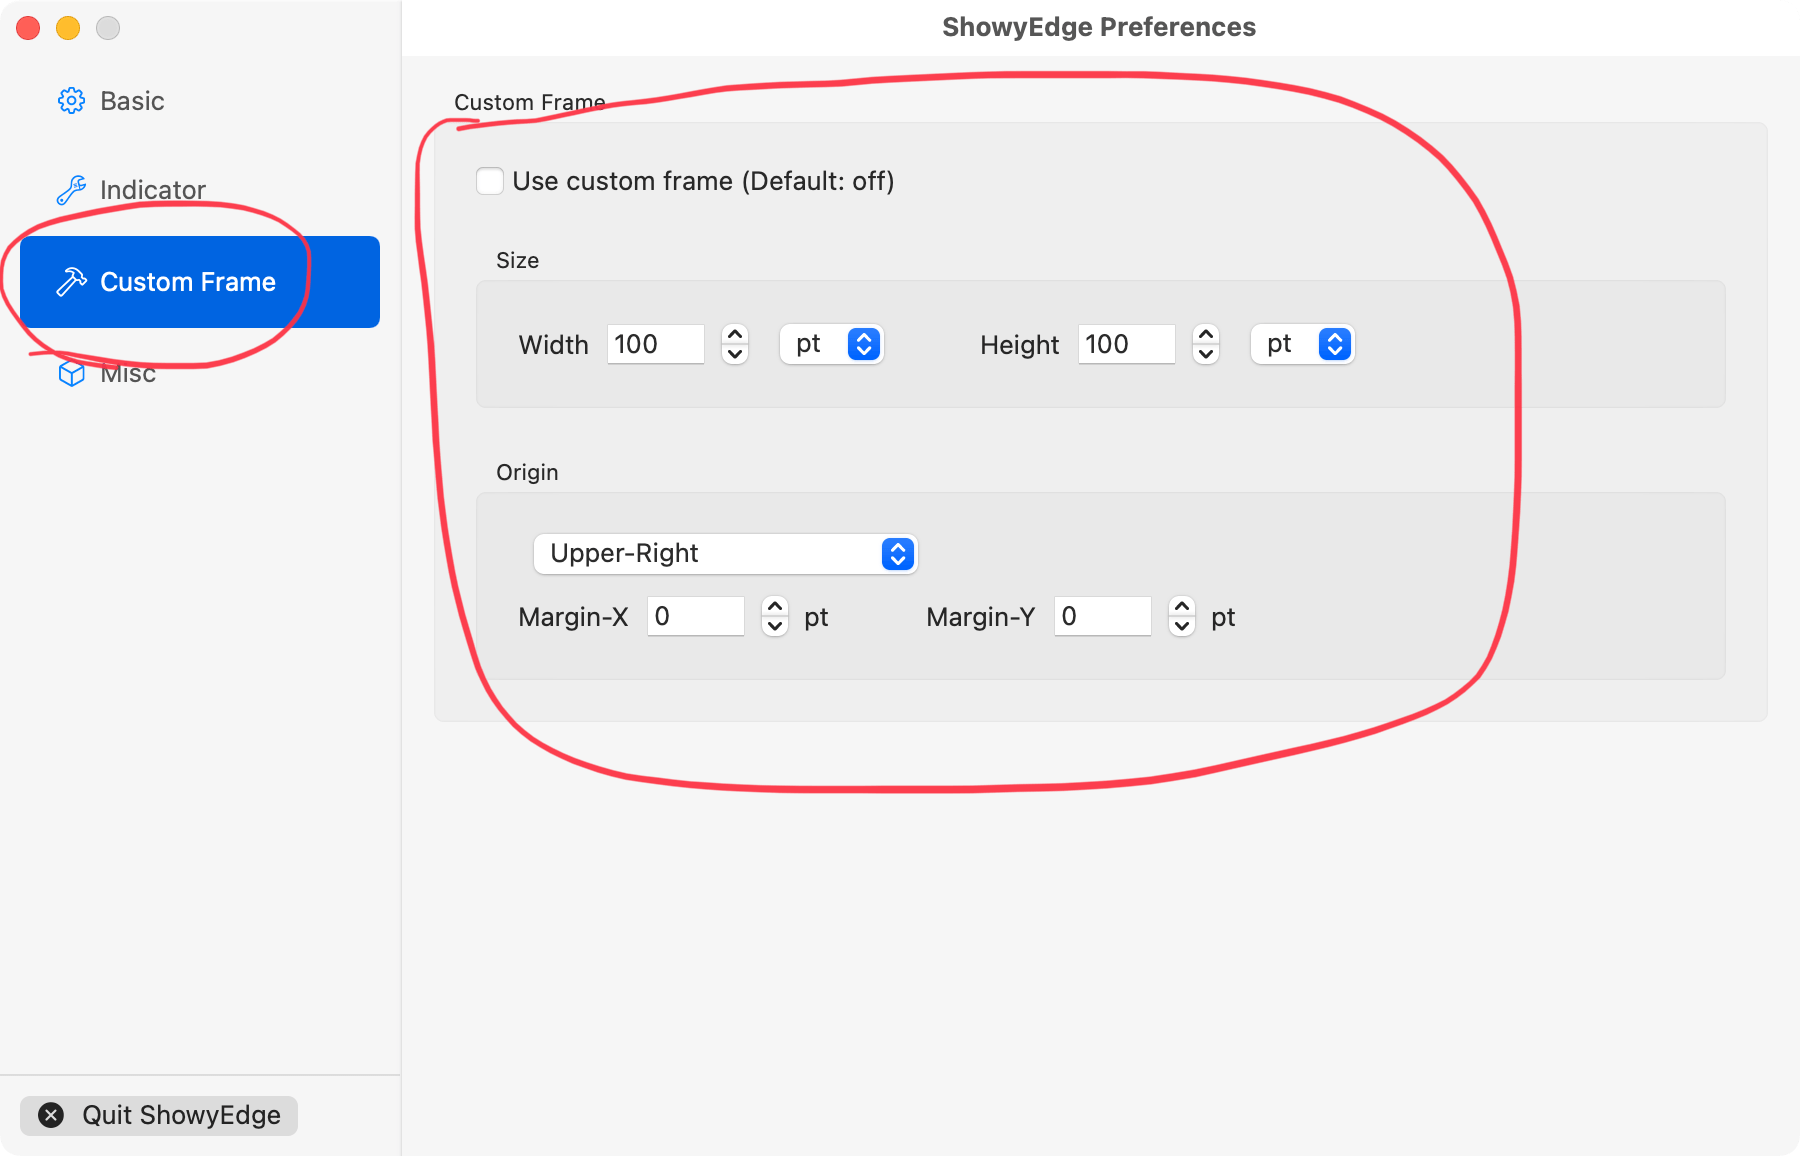 ShowyEdge Preferences
Basic
Indicator
Custom Frame
Misc
Quit ShowyEdge
Custom Frame
Use custom frame (Default: off)
Size
Width 100 pt Height 100 pt
Origin
Upper-Right
Margin-X 0 pt Margin-Y 0 pt